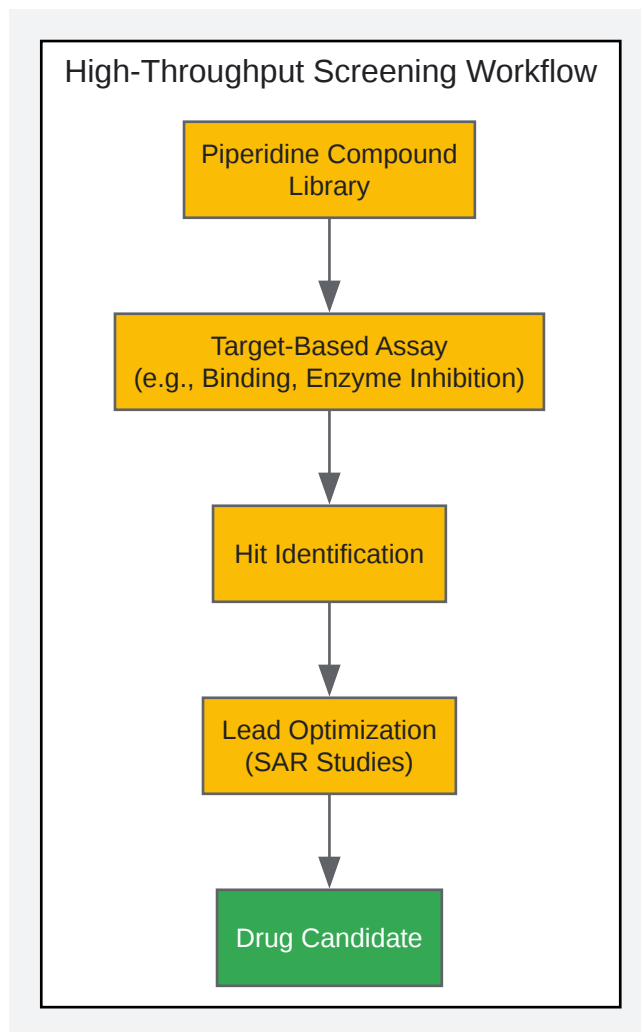 High-Throughput Screening Workflow
Piperidine Compound
Library
Target-Based Assay
(e.g., Binding, Enzyme Inhibition)
Hit Identification
Lead Optimization
(SAR Studies)
Drug Candidate